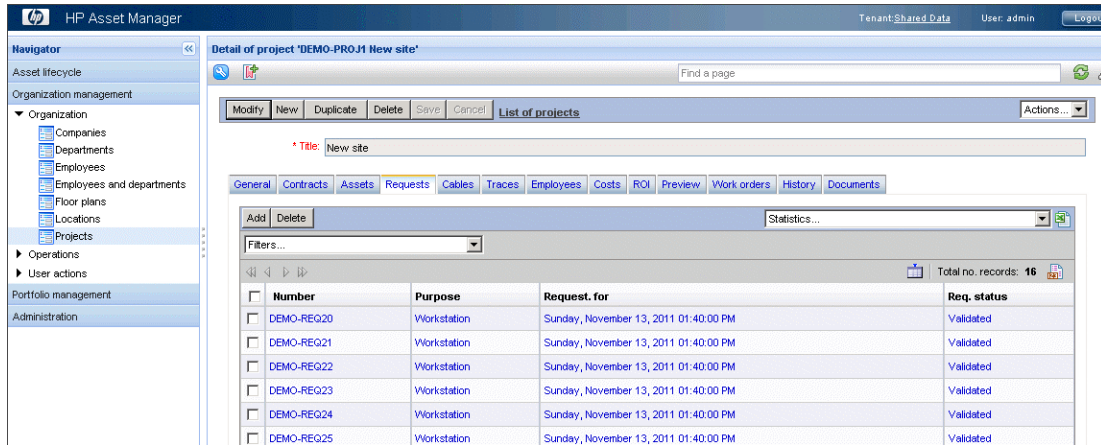 HP Asset Manager Tenant:Shared Data User: admin
Navigator
Detail of project 'DEMO-PROJ1 New site'
Asset lifecycle
Find a page
Organization management
Organization
Modify New Duplicate Delete Save Cancel List of projects Actions...
Companies
Departments
* Title: New site
Employees
Employees and departments
General Contracts Assets Requests Cables Traces Employees Costs ROI Preview Work orders History Documents
Floor plans
Locations
Add Delete Statistics...
Projects
Operations
Filters...
User actions
Total no. records: 16
Portfolio management
Number Purpose Request. for Req. status
Administration
DEMO-REQ20 Workstation Sunday, November 13, 2011 01:40:00 PM Validated
DEMO-REQ21 Workstation Sunday, November 13, 2011 01:40:00 PM Validated
DEMO-REQ22 Workstation Sunday, November 13, 2011 01:40:00 PM Validated
DEMO-REQ23 Workstation Sunday, November 13, 2011 01:40:00 PM Validated
DEMO-REQ24 Workstation Sunday, November 13, 2011 01:40:00 PM Validated
DEMO-REQ25 Workstation Sunday, November 13, 2011 01:40:00 PM Validated